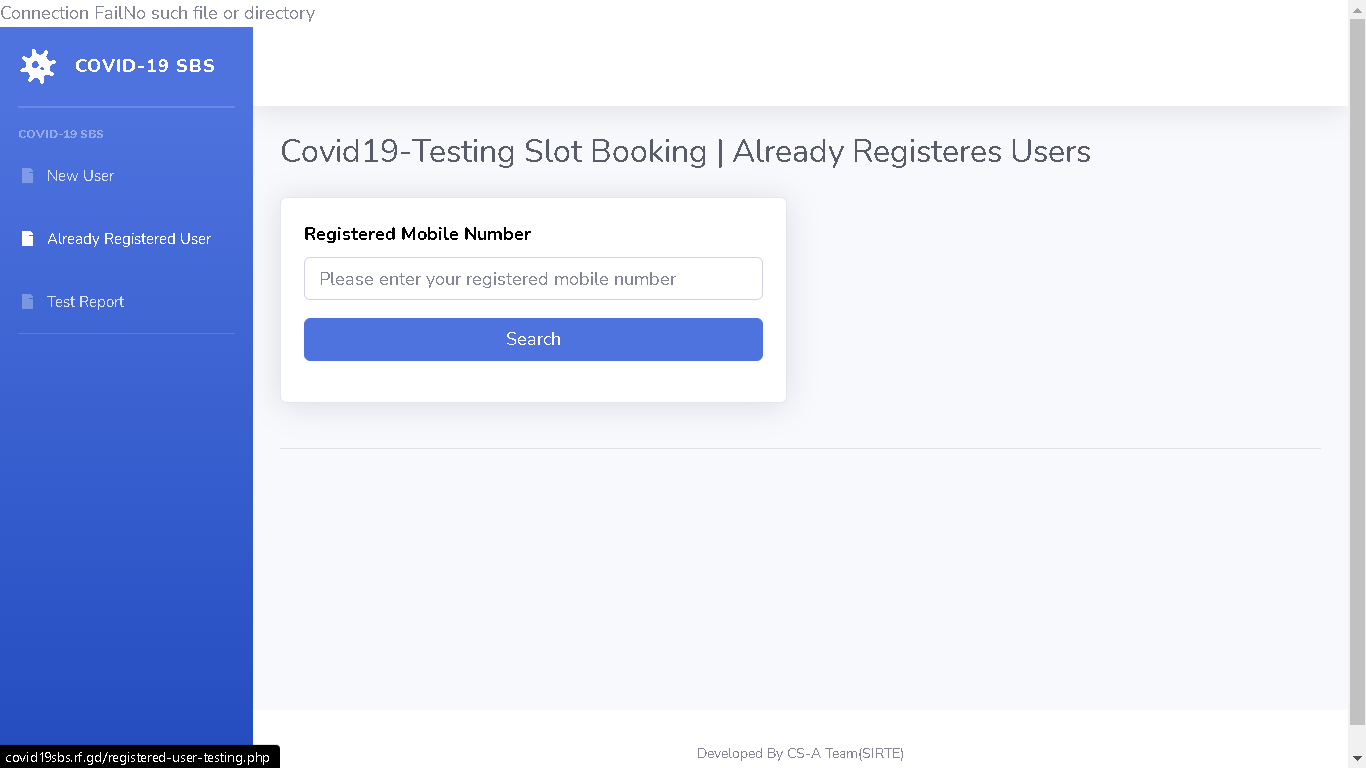 Connection FailNo such file or directory
COVID-19 SBS
COVID-19 SBS
New User
Already Registered User
Test Report
Covid19-Testing Slot Booking | Already Registeres Users
Registered Mobile Number
Please enter your registered mobile number
Search
Developed By CS-A Team(SIRTE)
covid19sbs.rf.gd/registered-user-testing.php